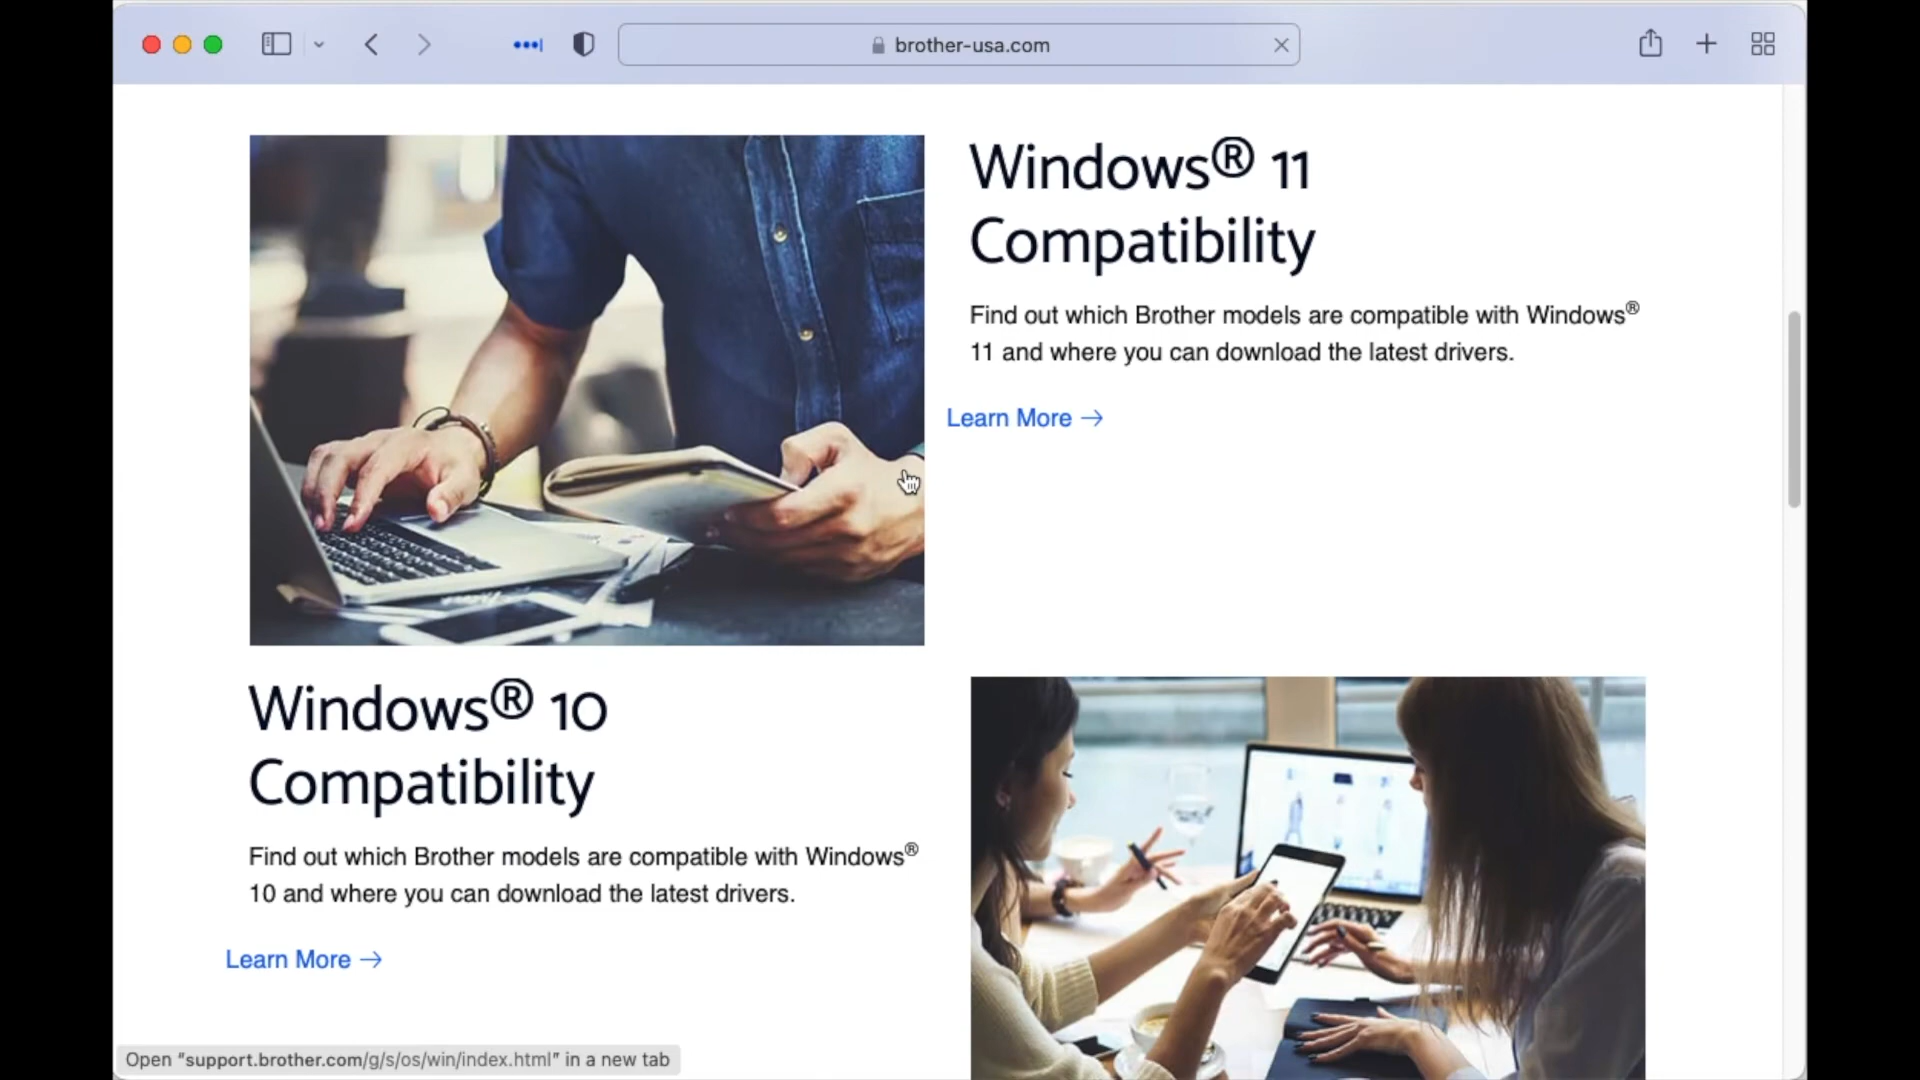 brother-usa.com
Windows® 11
Compatibility
Find out which Brother models are compatible with Windows®
11 and where you can download the latest drivers.
Learn More →
Windows® 10
Compatibility
Find out which Brother models are compatible with Windows®
10 and where you can download the latest drivers.
Learn More →
Open “support.brother.com/g/s/os/win/index.html” in a new tab